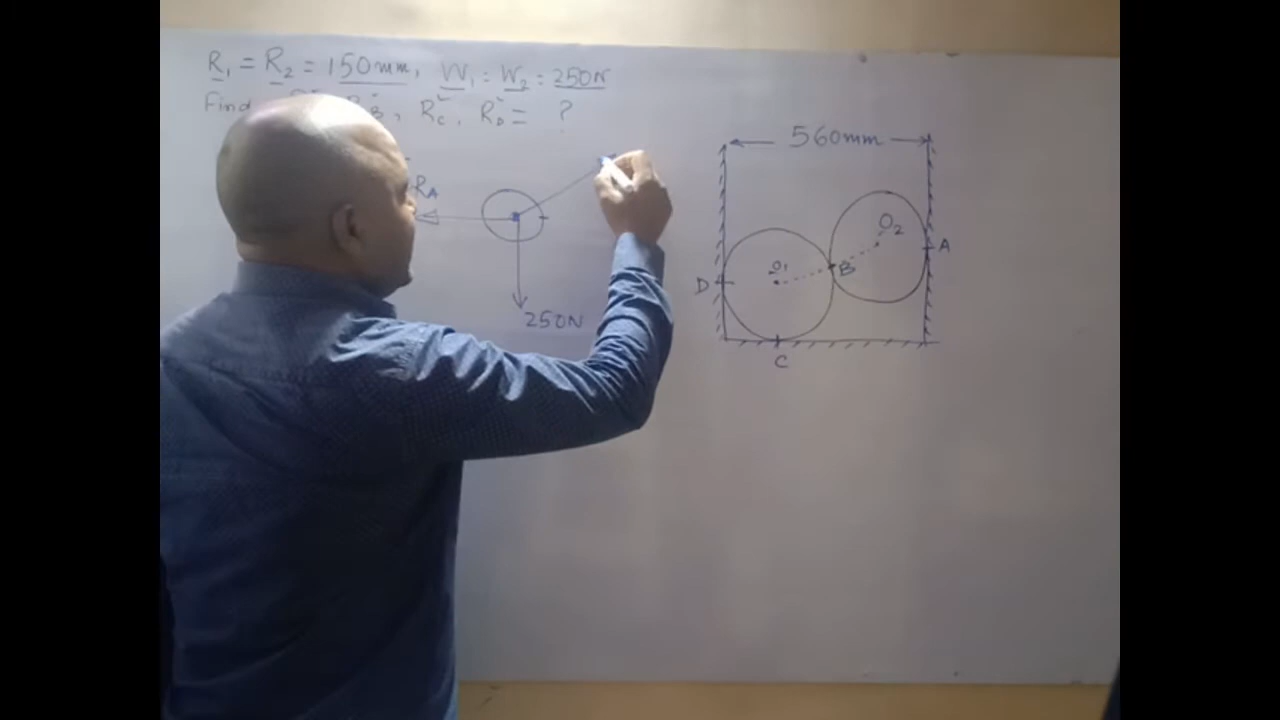 R₁ = R₂ = 150mm, W₁ = W₂ = 250N
Find B, R_C, R_D = ?
560mm
R_A
O₂
A
O₁
B
D
250N
C